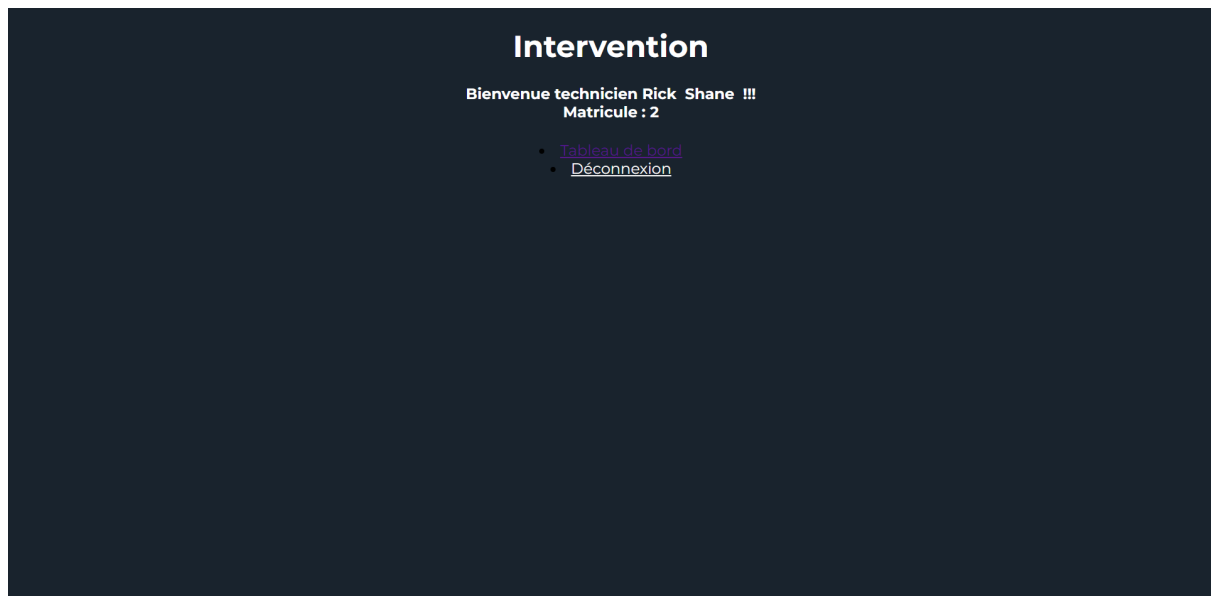 Intervention
Bienvenue technicien Rick  Shane  !!!
Matricule : 2
Tableau de bord
Déconnexion